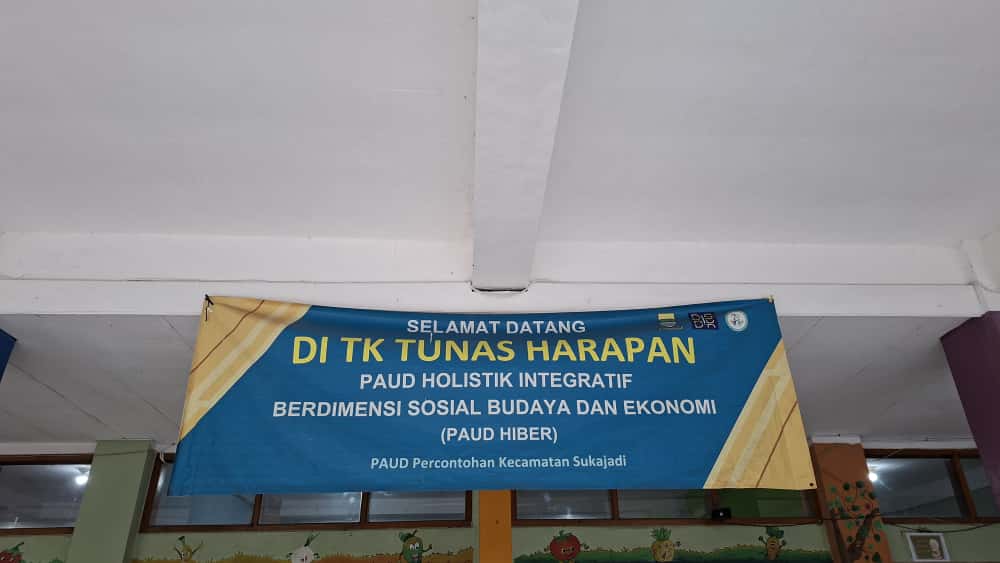 SELAMAT DATANG
DI TK TUNAS HARAPAN
PAUD HOLISTIK INTEGRATIF
BERDIMENSI SOSIAL BUDAYA DAN EKONOMI
(PAUD HIBER)
PAUD Percontohan Kecamatan Sukajadi